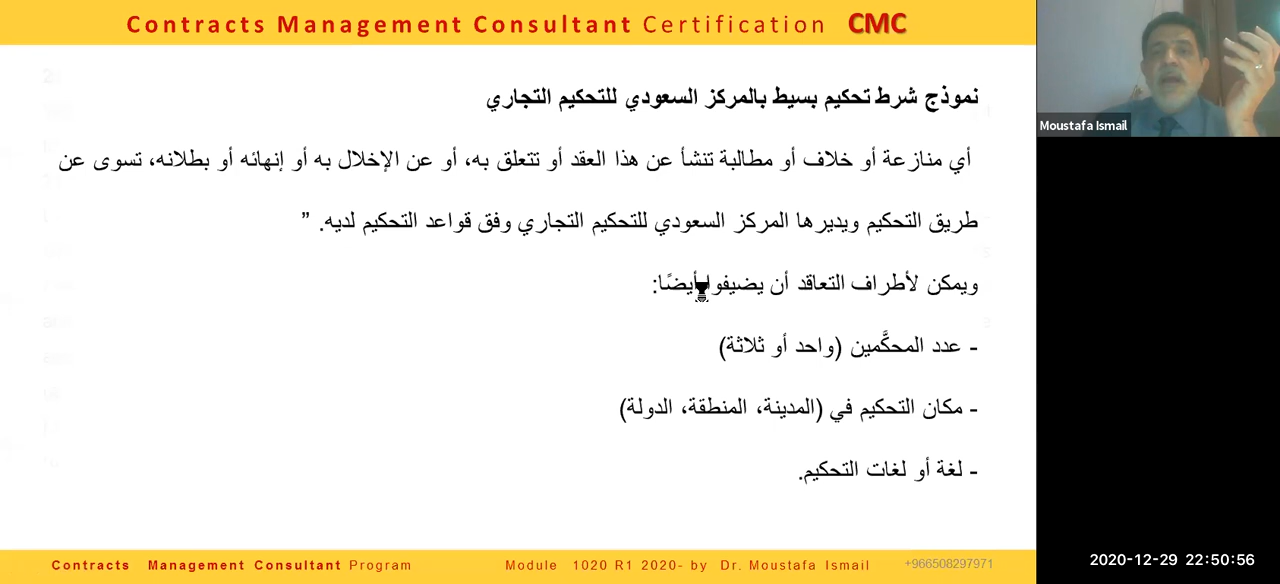 Contracts Management Consultant Certification CMC
Moustafa Ismail
نموذج شرط تحكيم بسيط بالمركز السعودي للتحكيم التجاري
أي منازعة أو خلاف أو مطالبة تنشأ عن هذا العقد أو تتعلق به، أو عن الإخلال به أو إنهائه أو بطلانه، تسوى عن
طريق التحكيم ويديرها المركز السعودي للتحكيم التجاري وفق قواعد التحكيم لديه. ”
ويمكن لأطراف التعاقد أن يضيفوا أيضًا:
- عدد المحكَّمين (واحد أو ثلاثة)
- مكان التحكيم في (المدينة، المنطقة، الدولة)
- لغة أو لغات التحكيم.
Contracts Management Consultant Program Module 1020 R1 2020- by Dr. Moustafa Ismail +966508297971
2020-12-29 22:50:56